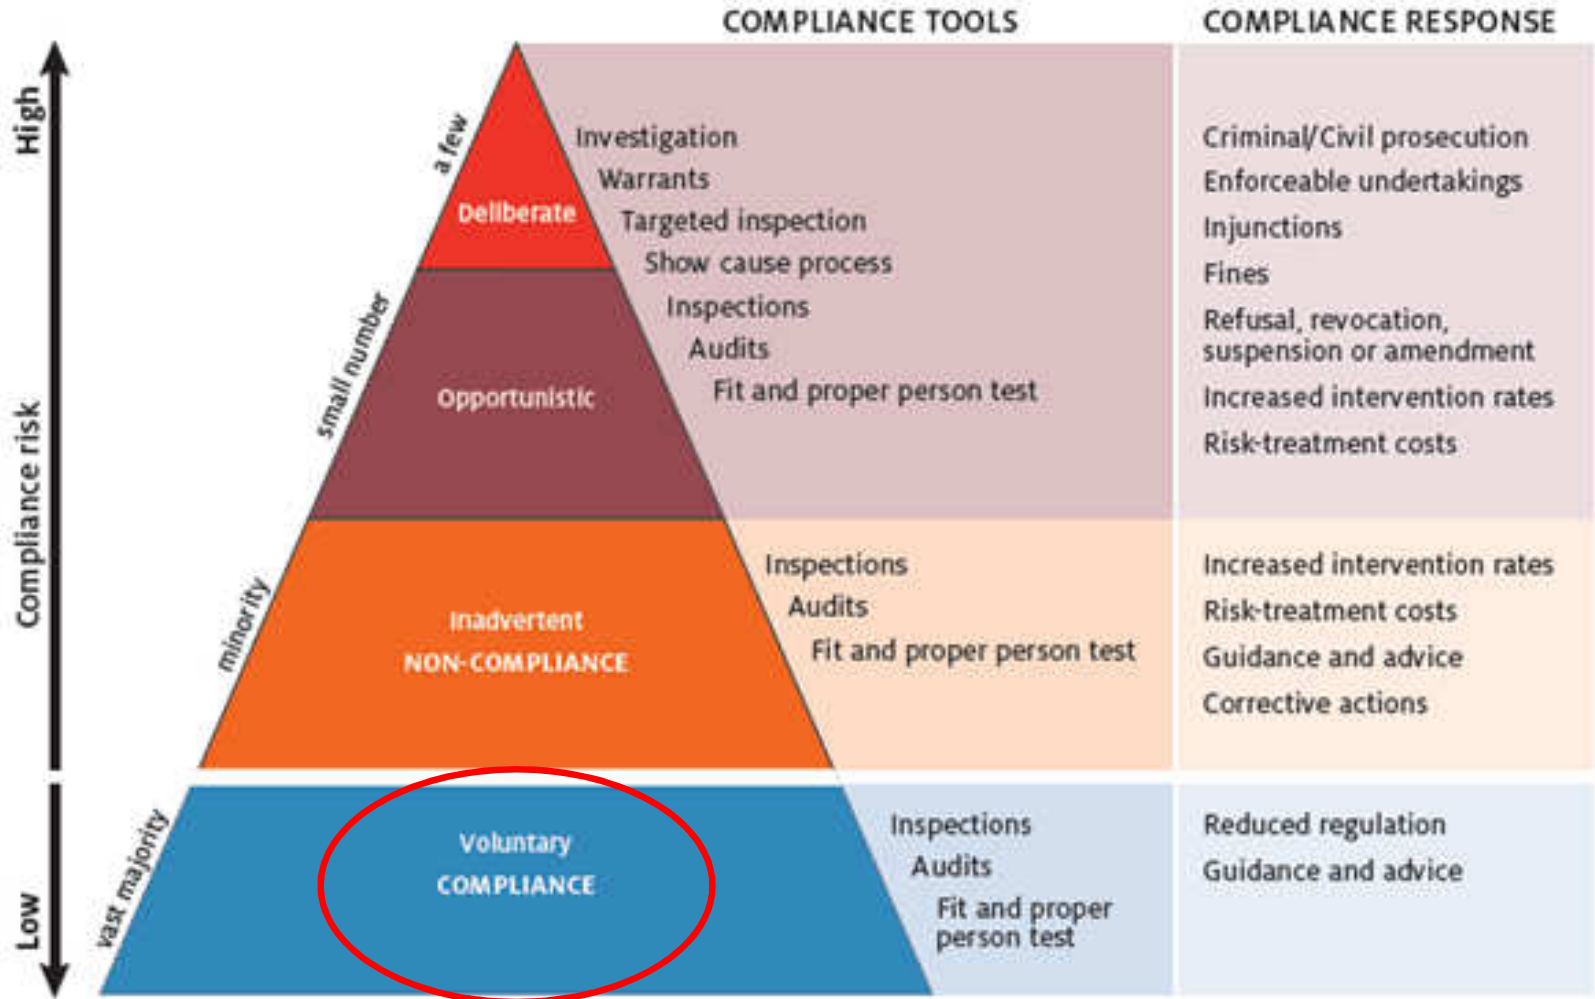 COMPLIANCE TOOLS
COMPLIANCE RESPONSE
High
Compliance risk
Low
a few
small number
minority
vast majority
Deliberate
Opportunistic
Inadvertent
NON-COMPLIANCE
Voluntary
COMPLIANCE
Investigation
Warrants
Targeted inspection
Show cause process
Inspections
Audits
Fit and proper person test
Criminal/Civil prosecution
Enforceable undertakings
Injunctions
Fines
Refusal, revocation,
suspension or amendment
Increased intervention rates
Risk-treatment costs
Inspections
Audits
Fit and proper person test
Increased intervention rates
Risk-treatment costs
Guidance and advice
Corrective actions
Inspections
Audits
Fit and proper
person test
Reduced regulation
Guidance and advice